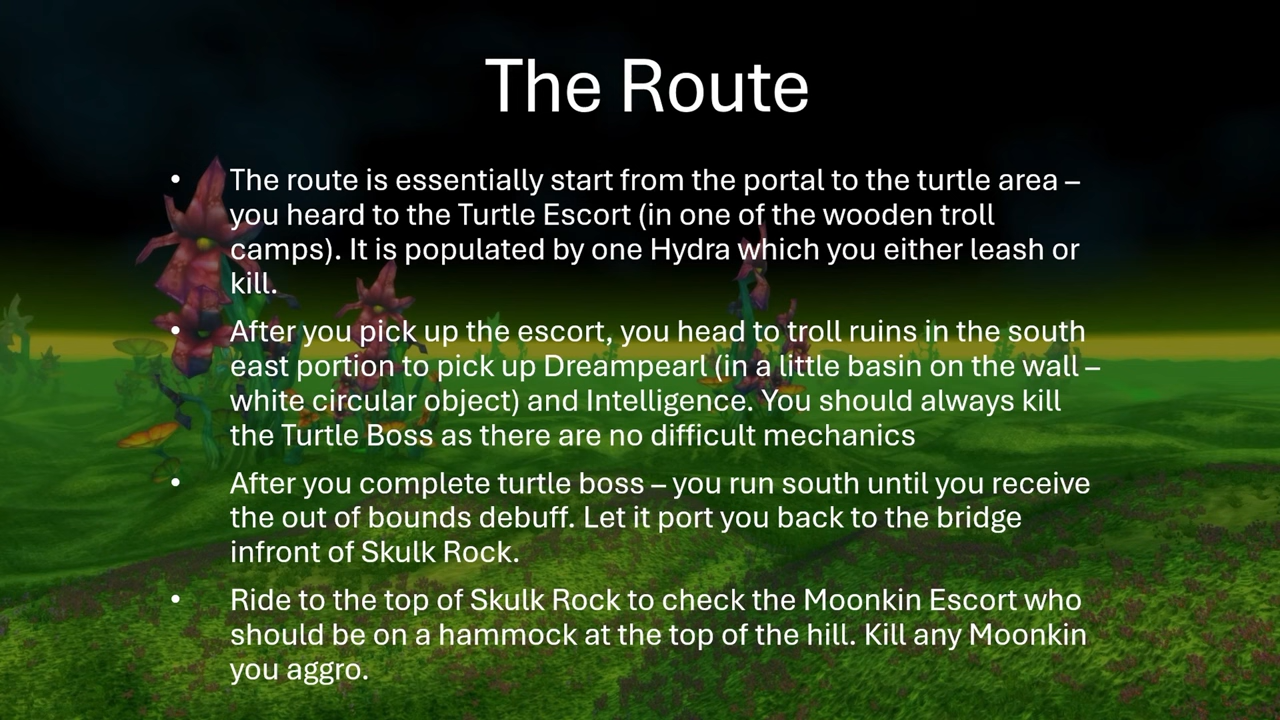 The Route
• The route is essentially start from the portal to the turtle area –
you heard to the Turtle Escort (in one of the wooden troll
camps). It is populated by one Hydra which you either leash or
kill.
• After you pick up the escort, you head to troll ruins in the south
east portion to pick up Dreampearl (in a little basin on the wall –
white circular object) and Intelligence. You should always kill
the Turtle Boss as there are no difficult mechanics
• After you complete turtle boss – you run south until you receive
the out of bounds debuff. Let it port you back to the bridge
infront of Skulk Rock.
• Ride to the top of Skulk Rock to check the Moonkin Escort who
should be on a hammock at the top of the hill. Kill any Moonkin
you aggro.